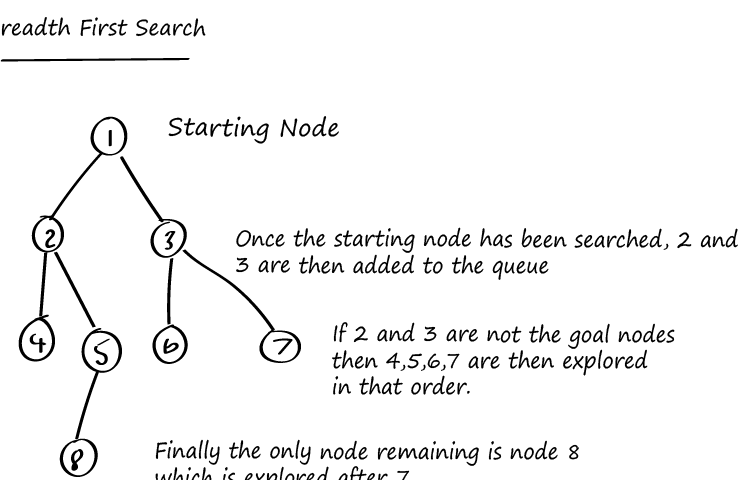 readth First Search
1
Starting Node
2
3
Once the starting node has been searched, 2 and
3 are then added to the queue
4
5
6
7
If 2 and 3 are not the goal nodes
then 4,5,6,7 are then explored
in that order.
8
Finally the only node remaining is node 8
which is explored after 7